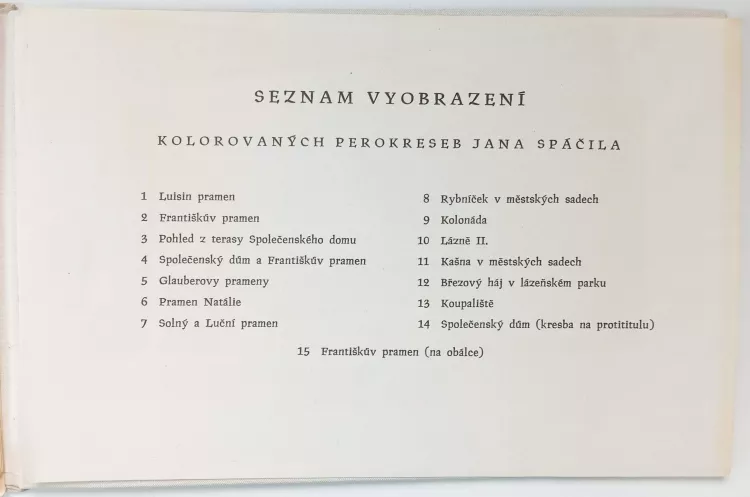 SEZNAM VYOBRAZENÍ
KOLOROVANÝCH PEROKRESEB JANA SPÁČILA
1 Luisin pramen
2 Františkův pramen
3 Pohled z terasy Společenského domu
4 Společenský dům a Františkův pramen
5 Glauberovy prameny
6 Pramen Natálie
7 Solný a Luční pramen
8 Rybníček v městských sadech
9 Kolonáda
10 Lázně II.
11 Kašna v městských sadech
12 Březový háj v lázeňském parku
13 Koupaliště
14 Společenský dům (kresba na protititulu)
15 Františkův pramen (na obálce)